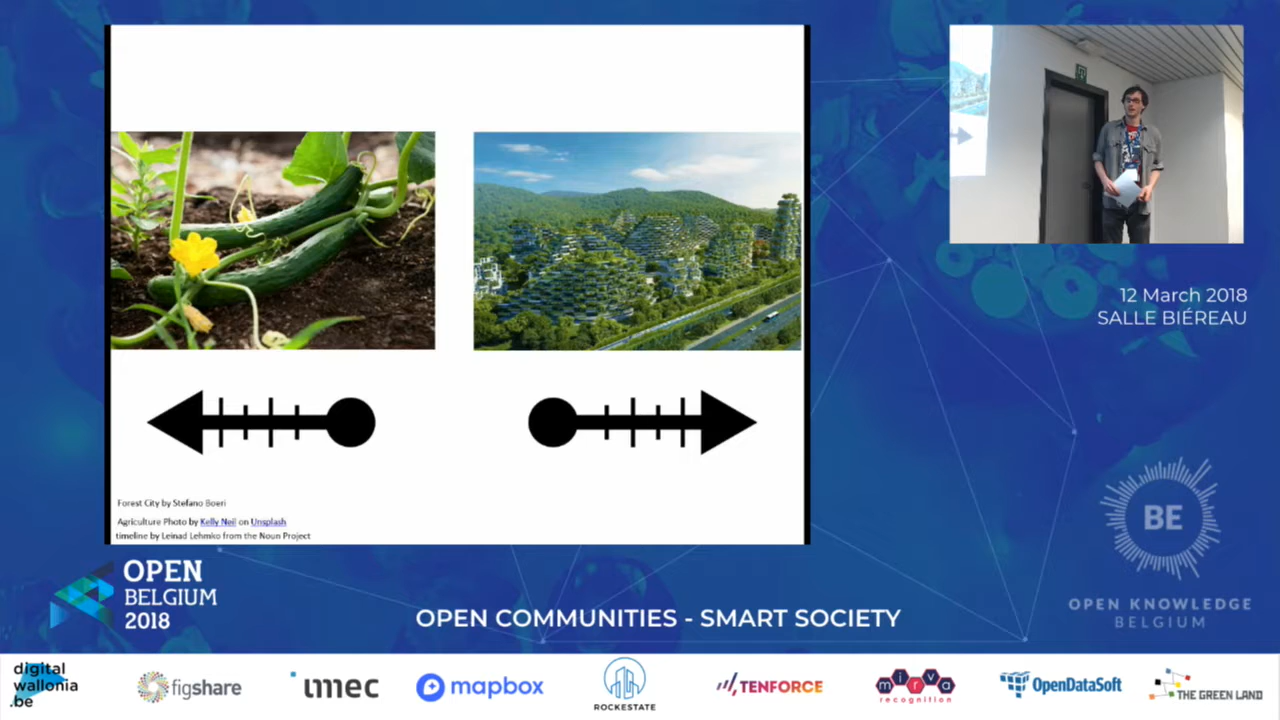 Forest City by Stefano Boeri
Agriculture Photo by Kelly Neil on Unsplash
timeline by Leinad Lehmko from the Noun Project
12 March 2018
SALLE BIÉREAU
BE
OPEN KNOWLEDGE
BELGIUM
OPEN
BELGIUM
2018
OPEN COMMUNITIES - SMART SOCIETY
digital
wallonia
.be
figshare
imec
mapbox
ROCKESTATE
TENFORCE
mirva
recognition
OpenDataSoft
THE GREEN LAND